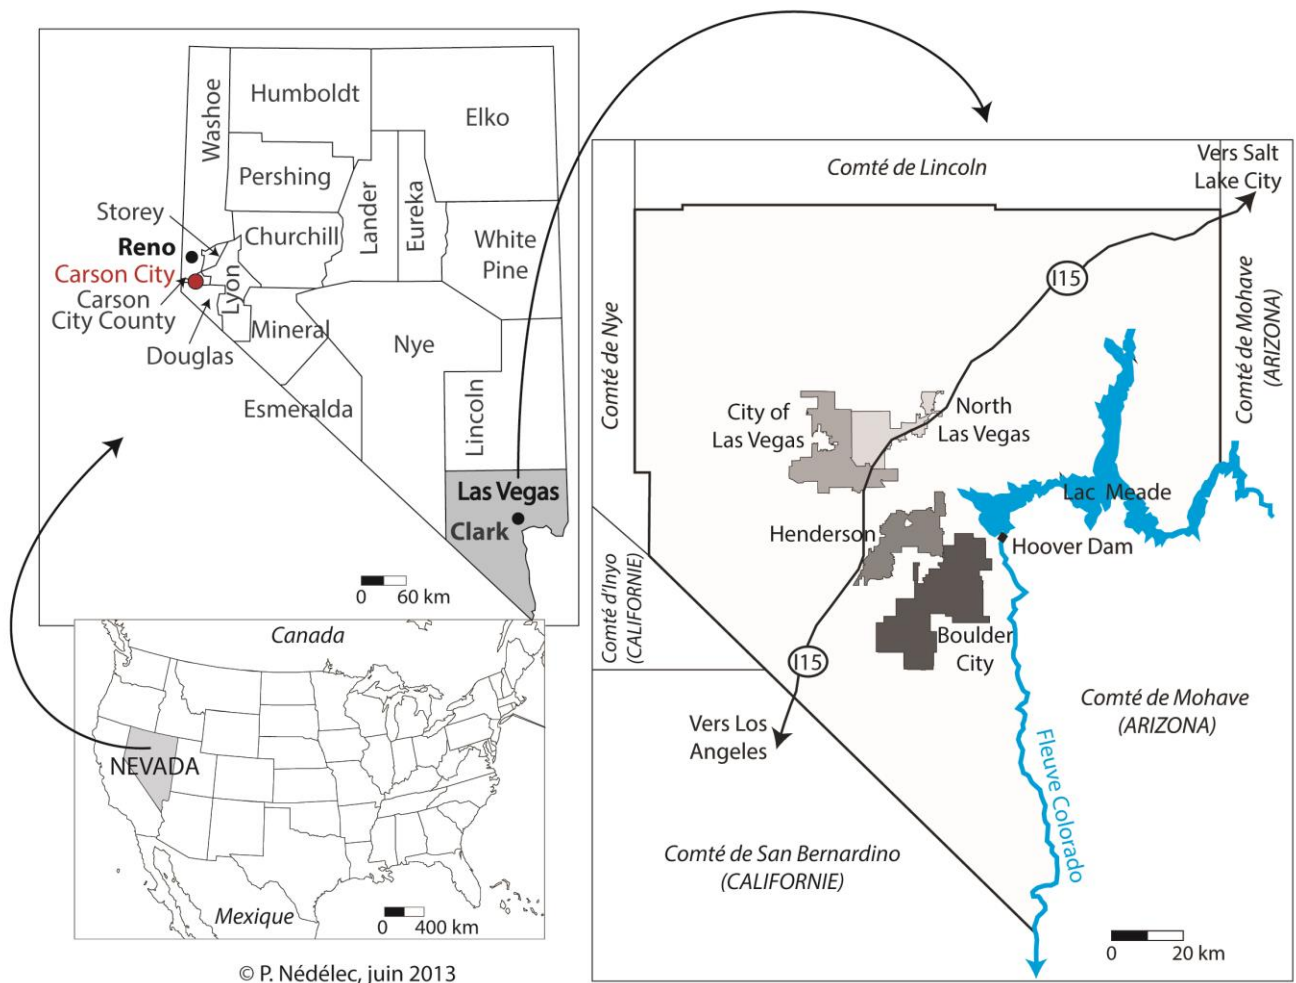 Washoe
Humboldt
Elko
Pershing
Lander
Eureka
Storey
Churchill
White
Pine
Reno
Carson City
Carson
City County
Lyon
Douglas
Mineral
Nye
Esmeralda
Lincoln
Las Vegas
Clark
0 60 km
Canada
NEVADA
Mexique
0 400 km
© P. Nédélec, juin 2013
Comté de Lincoln
Vers Salt
Lake City
I15
Comté de Nye
Comté de Mohave
(ARIZONA)
City of
Las Vegas
North
Las Vegas
Lac Meade
Henderson
Hoover Dam
Comté d'Inyo
(CALIFORNIE)
Boulder
City
I15
Comté de Mohave
(ARIZONA)
Vers Los
Angeles
Fleuve Colorado
Comté de San Bernardino
(CALIFORNIE)
0 20 km